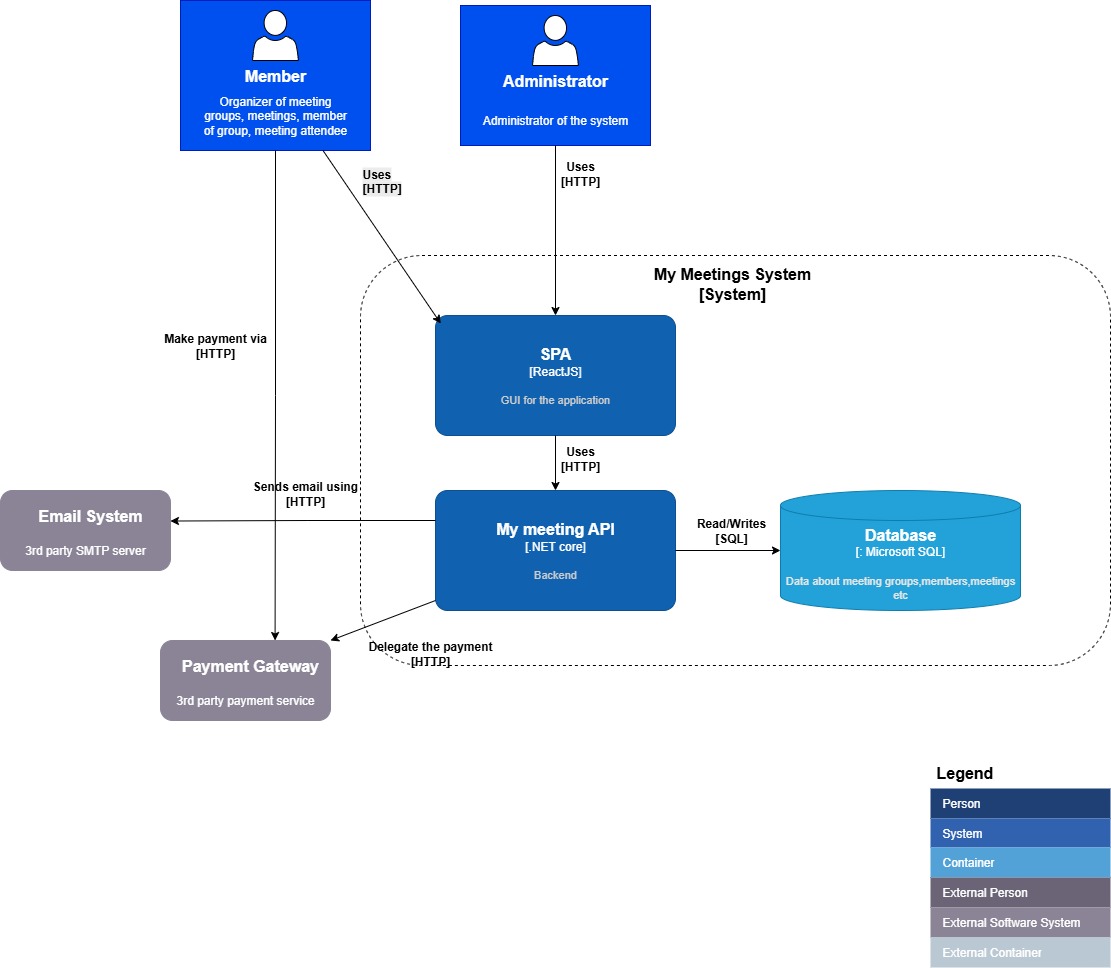 Member
Organizer of meeting
groups, meetings, member
of group, meeting attendee
Administrator
Administrator of the system
Uses
[HTTP]
Uses
[HTTP]
My Meetings System
[System]
Make payment via
[HTTP]
SPA
[ReactJS]
GUI for the application
Uses
[HTTP]
Sends email using
[HTTP]
Email System
3rd party SMTP server
My meeting API
[.NET core]
Backend
Read/Writes
[SQL]
Database
[: Microsoft SQL]
Data about meeting groups,members,meetings
etc
Delegate the payment
[HTTP]
Payment Gateway
3rd party payment service
Legend
Person
System
Container
External Person
External Software System
External Container